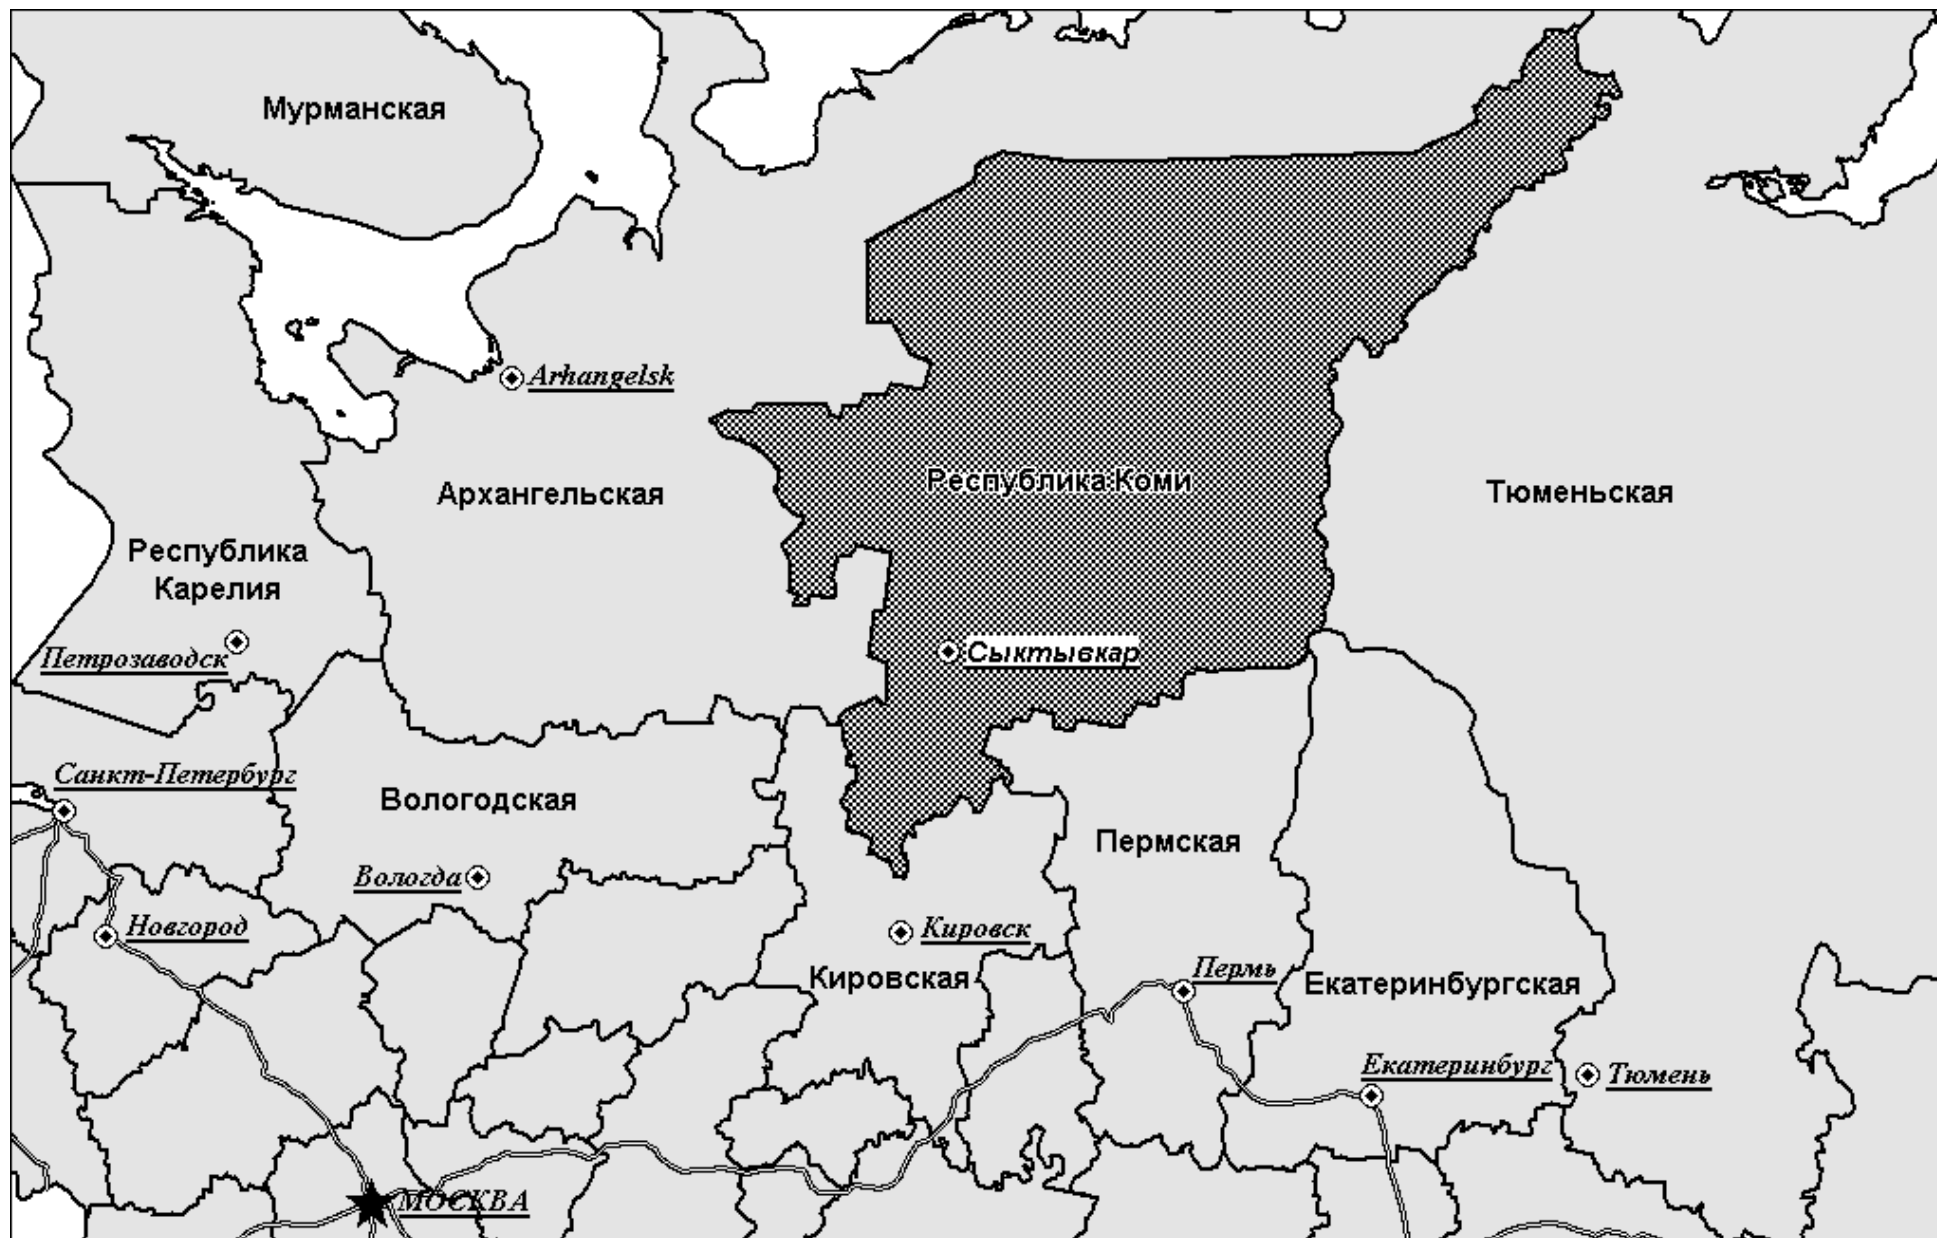 Мурманская
Arhangelsk
Республика Коми
Архангельская
Тюменьская
Республика
Карелия
Петрозаводск
Сыктывкар
Санкт-Петербург
Вологодская
Пермская
Вологда
Новгород
Кировск
Кировская
Пермь
Екатеринбургская
Екатеринбург
Тюмень
МОСКВА